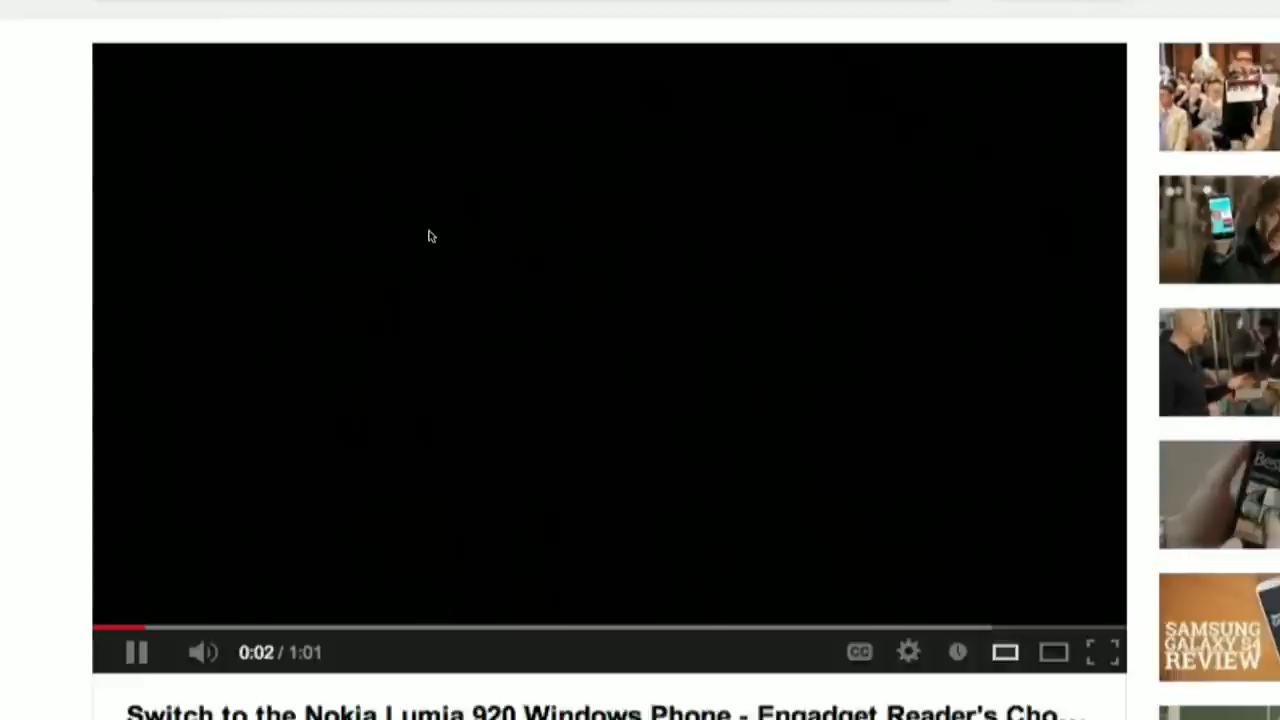 SAMSUNG
GALAXY S4
REVIEW
0:02 / 1:01
CC
Switch to the Nokia Lumia 920 Windows Phone - Engadget Reader's Cho...